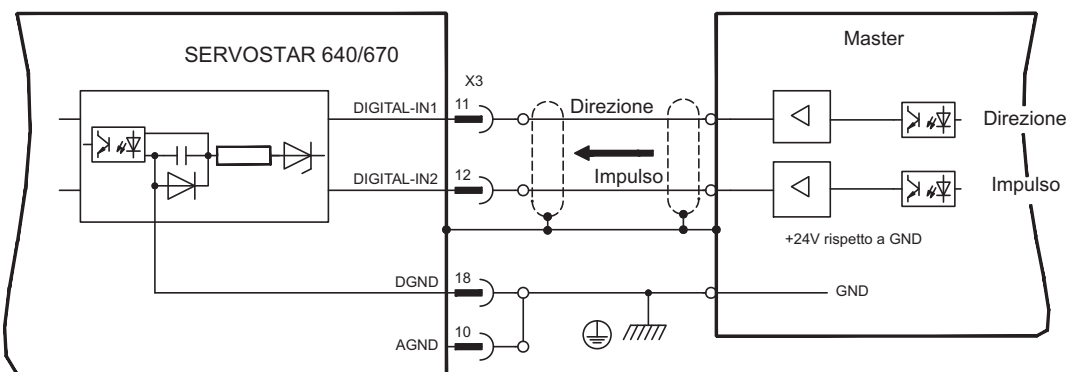 SERVOSTAR 640/670
Master
X3
DIGITAL-IN1
11
Direzione
Direzione
DIGITAL-IN2
12
Impulso
Impulso
+24V rispetto a GND
DGND
18
GND
AGND
10